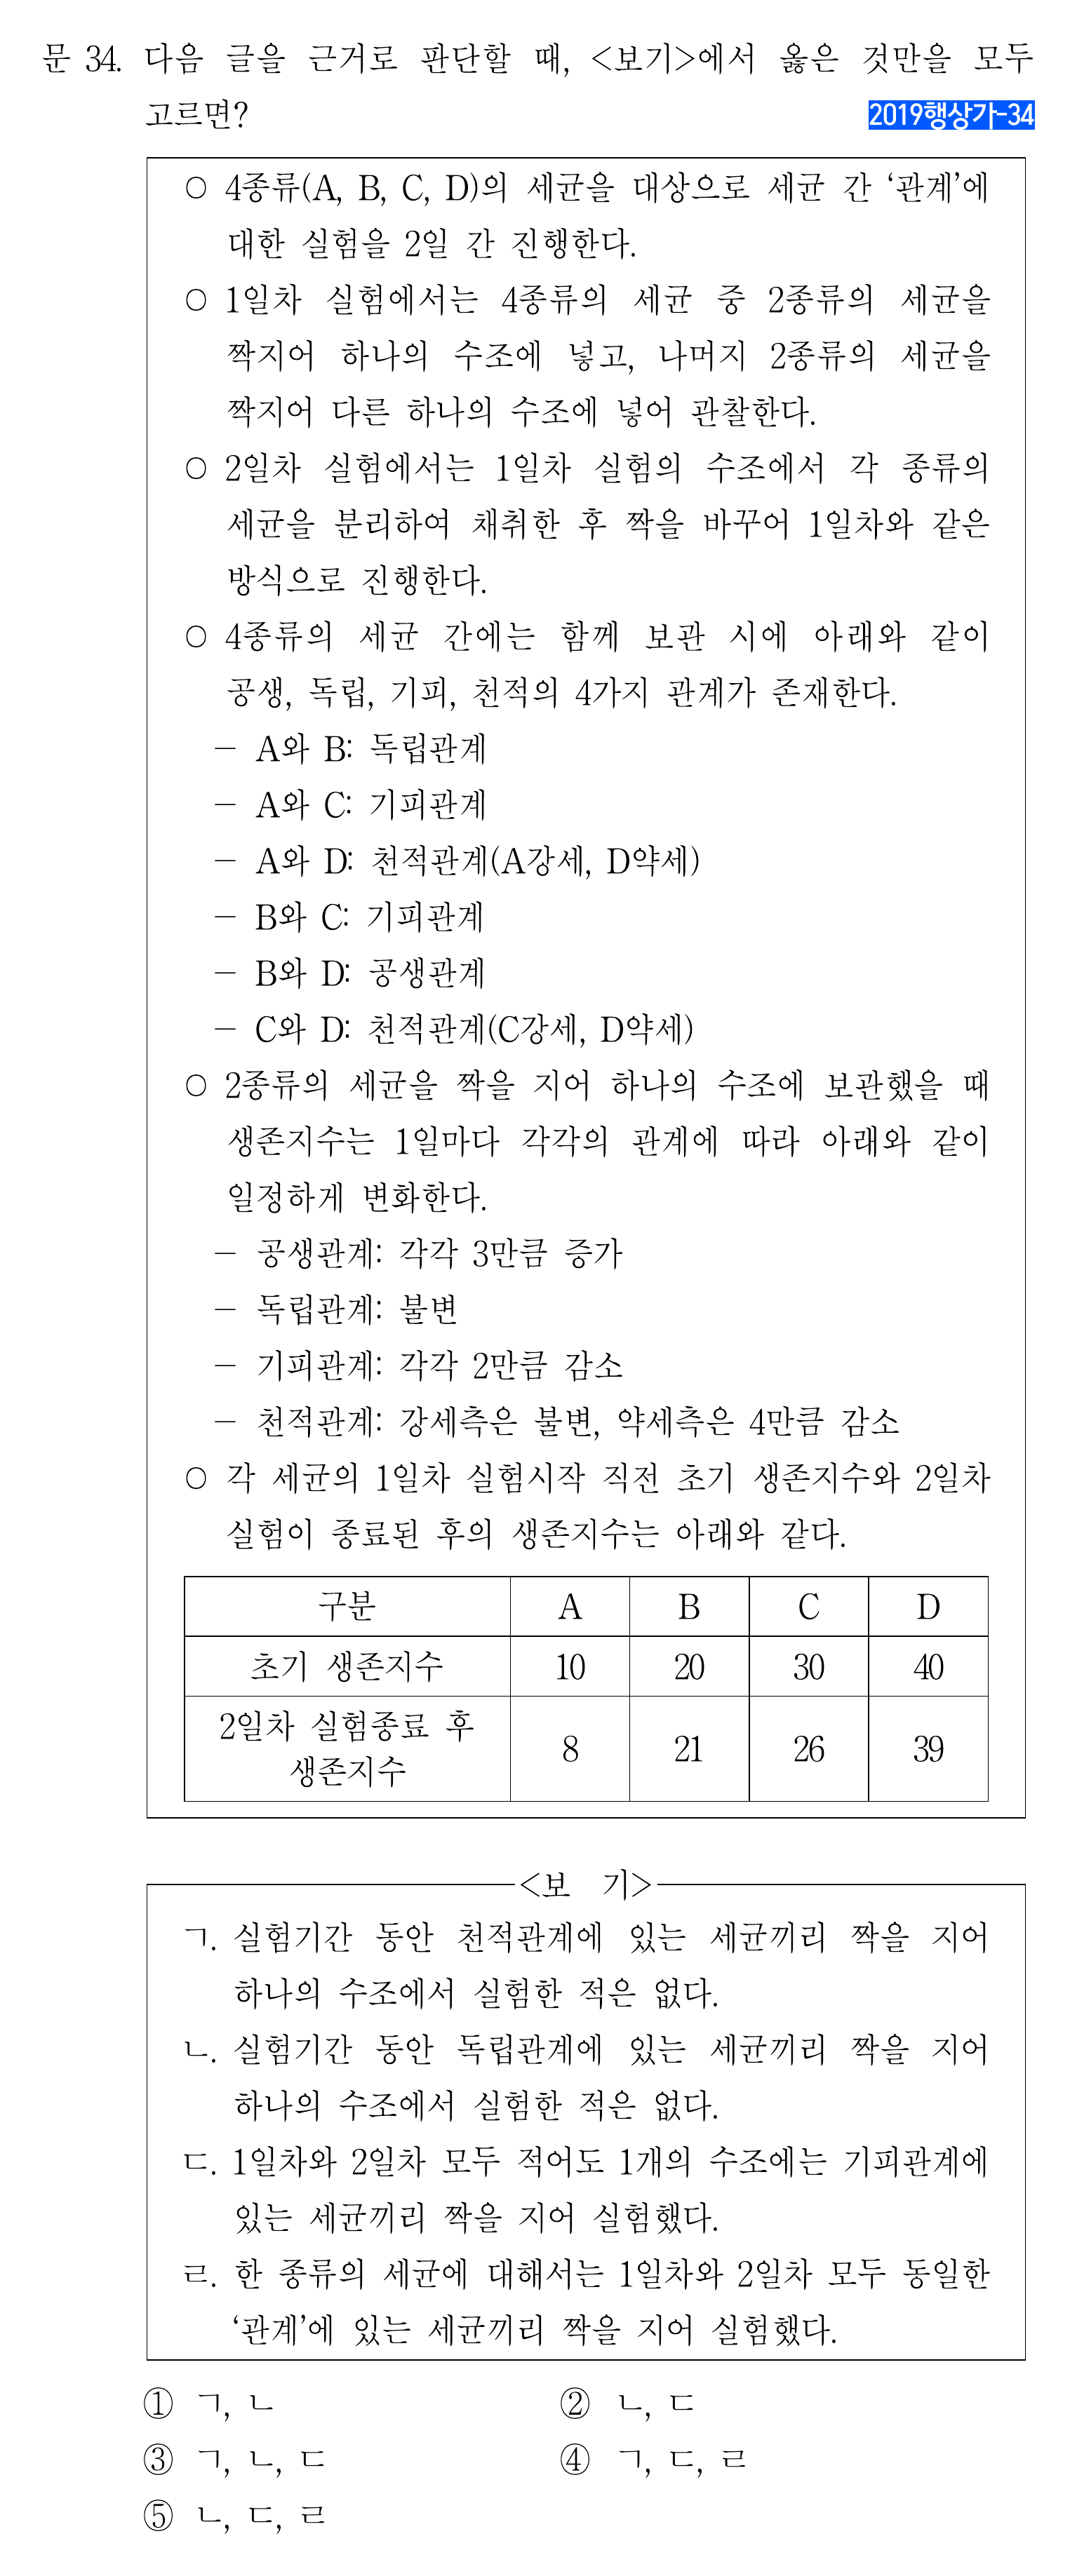 문 34. 다음 글을 근거로 판단할 때, <보기>에서 옳은 것만을 모두
고르면?
2019행상가-34
○ 4종류(A, B, C, D)의 세균을 대상으로 세균 간 ‘관계’에
대한 실험을 2일 간 진행한다.
○ 1일차 실험에서는 4종류의 세균 중 2종류의 세균을
짝지어 하나의 수조에 넣고, 나머지 2종류의 세균을
짝지어 다른 하나의 수조에 넣어 관찰한다.
○ 2일차 실험에서는 1일차 실험의 수조에서 각 종류의
세균을 분리하여 채취한 후 짝을 바꾸어 1일차와 같은
방식으로 진행한다.
○ 4종류의 세균 간에는 함께 보관 시에 아래와 같이
공생, 독립, 기피, 천적의 4가지 관계가 존재한다.
－ A와 B: 독립관계
－ A와 C: 기피관계
－ A와 D: 천적관계(A강세, D약세)
－ B와 C: 기피관계
－ B와 D: 공생관계
－ C와 D: 천적관계(C강세, D약세)
○ 2종류의 세균을 짝을 지어 하나의 수조에 보관했을 때
생존지수는 1일마다 각각의 관계에 따라 아래와 같이
일정하게 변화한다.
－ 공생관계: 각각 3만큼 증가
－ 독립관계: 불변
－ 기피관계: 각각 2만큼 감소
－ 천적관계: 강세측은 불변, 약세측은 4만큼 감소
○ 각 세균의 1일차 실험시작 직전 초기 생존지수와 2일차
실험이 종료된 후의 생존지수는 아래와 같다.
구분 A B C D
초기 생존지수 10 20 30 40
2일차 실험종료 후
생존지수 8 21 26 39
<보 기>
ㄱ. 실험기간 동안 천적관계에 있는 세균끼리 짝을 지어
하나의 수조에서 실험한 적은 없다.
ㄴ. 실험기간 동안 독립관계에 있는 세균끼리 짝을 지어
하나의 수조에서 실험한 적은 없다.
ㄷ. 1일차와 2일차 모두 적어도 1개의 수조에는 기피관계에
있는 세균끼리 짝을 지어 실험했다.
ㄹ. 한 종류의 세균에 대해서는 1일차와 2일차 모두 동일한
‘관계’에 있는 세균끼리 짝을 지어 실험했다.
① ㄱ, ㄴ ② ㄴ, ㄷ
③ ㄱ, ㄴ, ㄷ ④ ㄱ, ㄷ, ㄹ
⑤ ㄴ, ㄷ, ㄹ